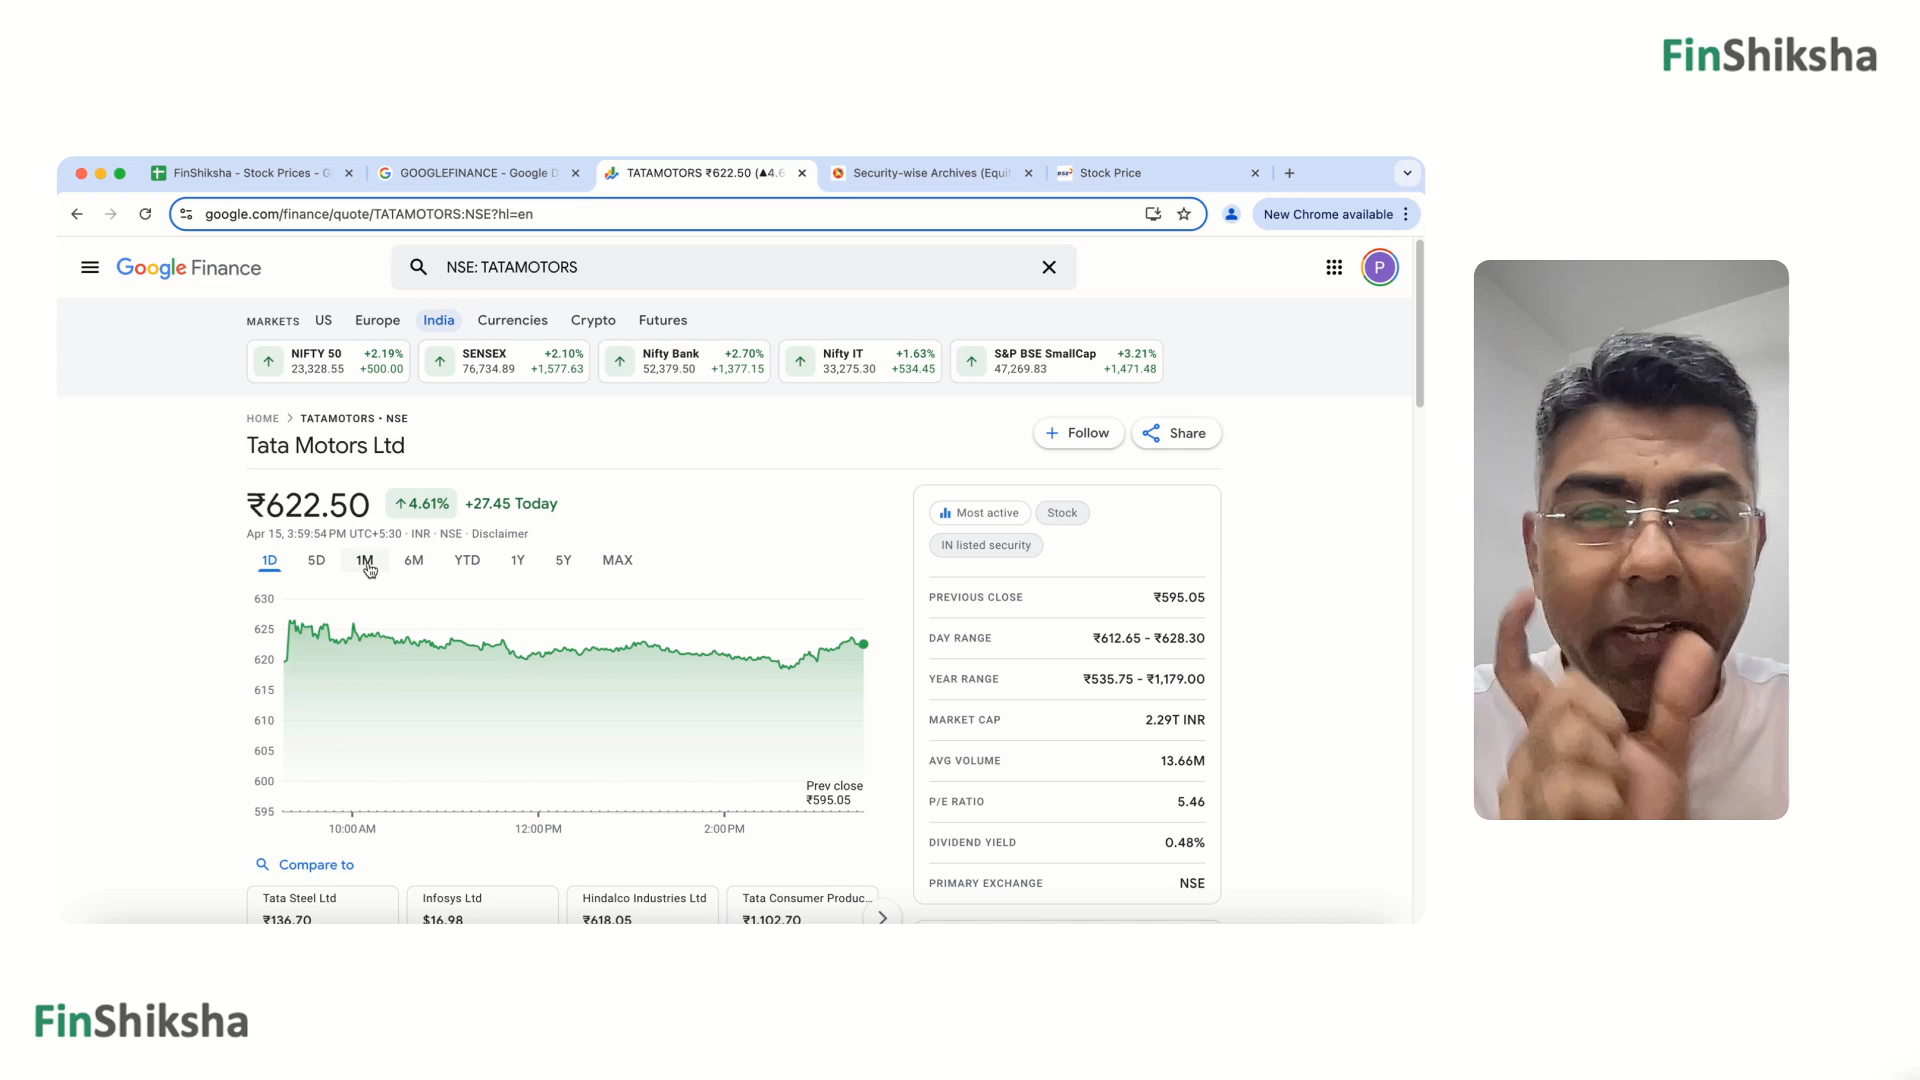 FinShiksha
FinShiksha - Stock Prices - G
GOOGLEFINANCE - Google D
TATAMOTORS ₹622.50 (▲4.6
Security-wise Archives (Equit
Stock Price
google.com/finance/quote/TATAMOTORS:NSE?hl=en
New Chrome available
Google Finance
NSE: TATAMOTORS
P
MARKETS US Europe India Currencies Crypto Futures
NIFTY 50 +2.19%
23,328.55 +500.00
SENSEX +2.10%
76,734.89 +1,577.63
Nifty Bank +2.70%
52,379.50 +1,377.15
Nifty IT +1.63%
33,275.30 +534.45
S&P BSE SmallCap +3.21%
47,269.83 +1,471.48
HOME > TATAMOTORS • NSE
Tata Motors Ltd
+ Follow
Share
₹622.50 ↑4.61% +27.45 Today
Apr 15, 3:59:54 PM UTC+5:30 · INR · NSE · Disclaimer
1D 5D 1M 6M YTD 1Y 5Y MAX
630
625
620
615
610
605
600
595
Prev close
₹595.05
10:00 AM 12:00 PM 2:00 PM
Most active
Stock
IN listed security
PREVIOUS CLOSE ₹595.05
DAY RANGE ₹612.65 - ₹628.30
YEAR RANGE ₹535.75 - ₹1,179.00
MARKET CAP 2.29T INR
AVG VOLUME 13.66M
P/E RATIO 5.46
DIVIDEND YIELD 0.48%
PRIMARY EXCHANGE NSE
Compare to
Tata Steel Ltd
₹136.70
Infosys Ltd
$16.98
Hindalco Industries Ltd
₹618.05
Tata Consumer Produc...
₹1,102.70
FinShiksha